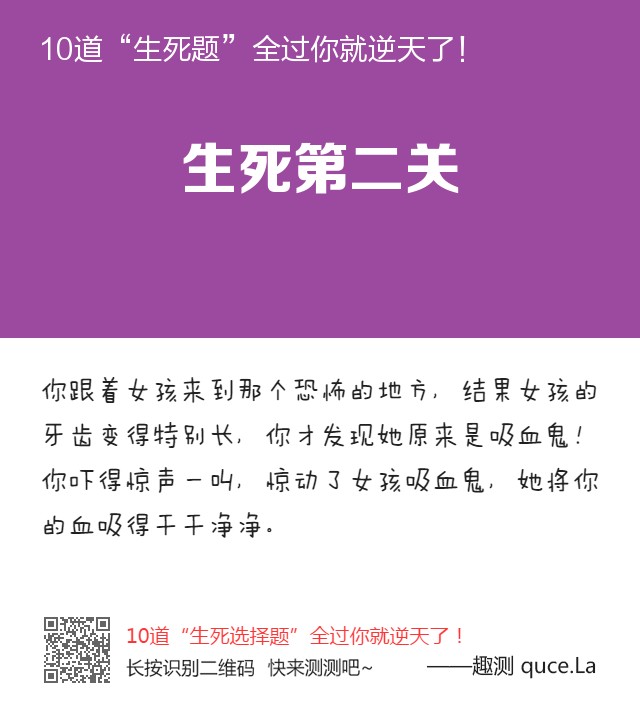 10道“生死题”全过你就逆天了！
生死第二关
你跟着女孩来到那个恐怖的地方，结果女孩的
牙齿变得特别长，你才发现她原来是吸血鬼！
你吓得惊声一叫，惊动了女孩吸血鬼，她将你
的血吸得干干净净。
10道“生死选择题”全过你就逆天了！
长按识别二维码 快来测测吧~ ——趣测 quce.La